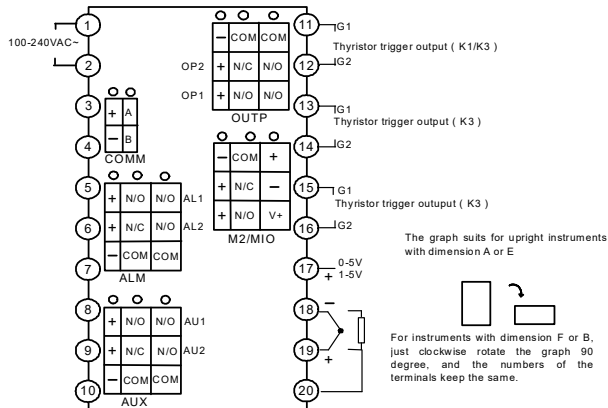 1
100-240VAC~
2
3
+ A
4
− B
COMM
5
+ N/O N/O AL1
6
+ N/C N/O AL2
7
− COM COM
ALM
8
+ N/O N/O AU1
9
+ N/C N/O AU2
10
− COM COM
AUX
− COM COM
OP2 + N/C N/O
OP1 + N/O N/O
OUTP
− COM +
+ N/C −
+ N/O V+
M2/MIO
11 G1
Thyristor trigger output ( K1/K3 )
12 G2
13 G1
Thyristor trigger output ( K3 )
14 G2
15 G1
Thyristor trigger outuput ( K3 )
16 G2
17 0-5V
+ 1-5V
18 −
19 +
20
The graph suits for upright instruments
with dimension A or E
For instruments with dimension F or B,
just clockwise rotate the graph 90
degree, and the numbers of the
terminals keep the same.